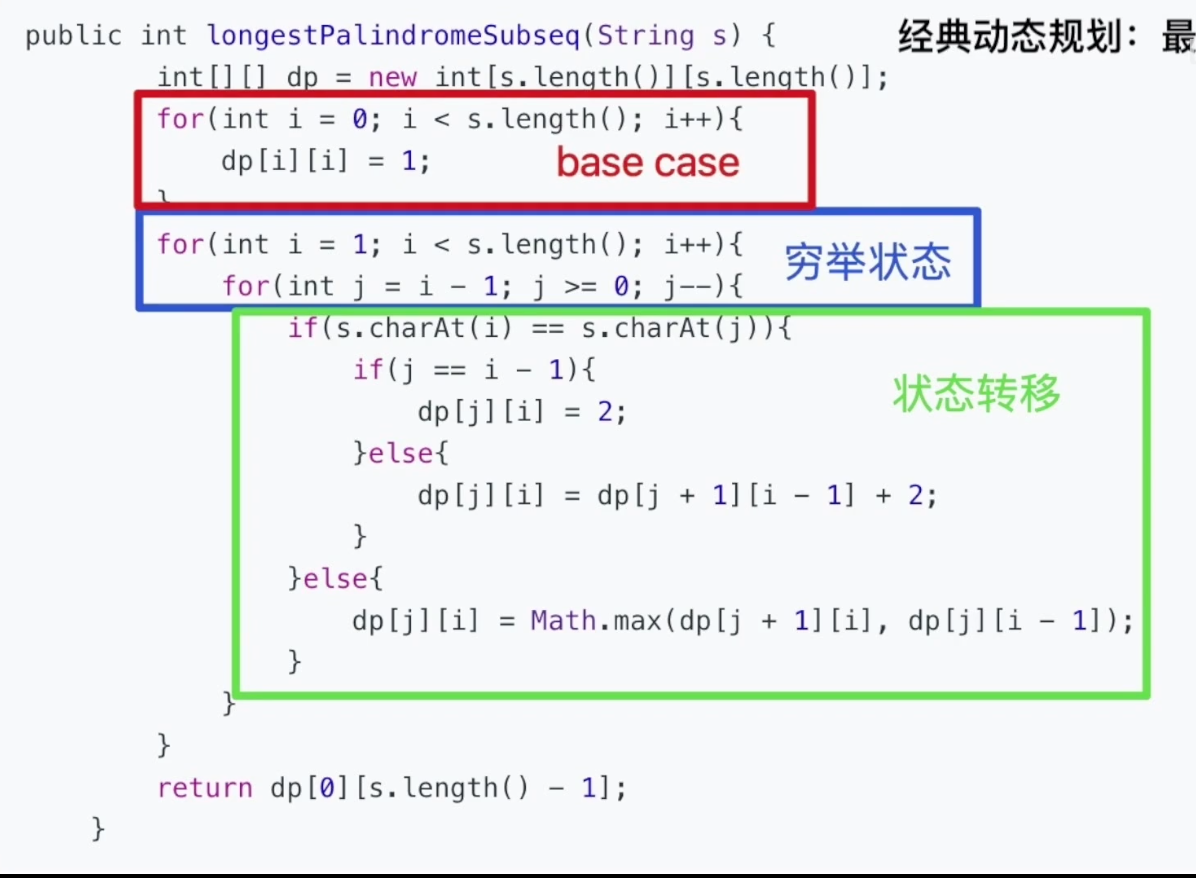 public int longestPalindromeSubseq(String s) {
经典动态规划：最
int[][] dp = new int[s.length()][s.length()];
for(int i = 0; i < s.length(); i++){
dp[i][i] = 1;
base case
}
for(int i = 1; i < s.length(); i++){
穷举状态
for(int j = i - 1; j >= 0; j--){
if(s.charAt(i) == s.charAt(j)){
if(j == i - 1){
状态转移
dp[j][i] = 2;
}else{
dp[j][i] = dp[j + 1][i - 1] + 2;
}
}else{
dp[j][i] = Math.max(dp[j + 1][i], dp[j][i - 1]);
}
}
}
return dp[0][s.length() - 1];
}